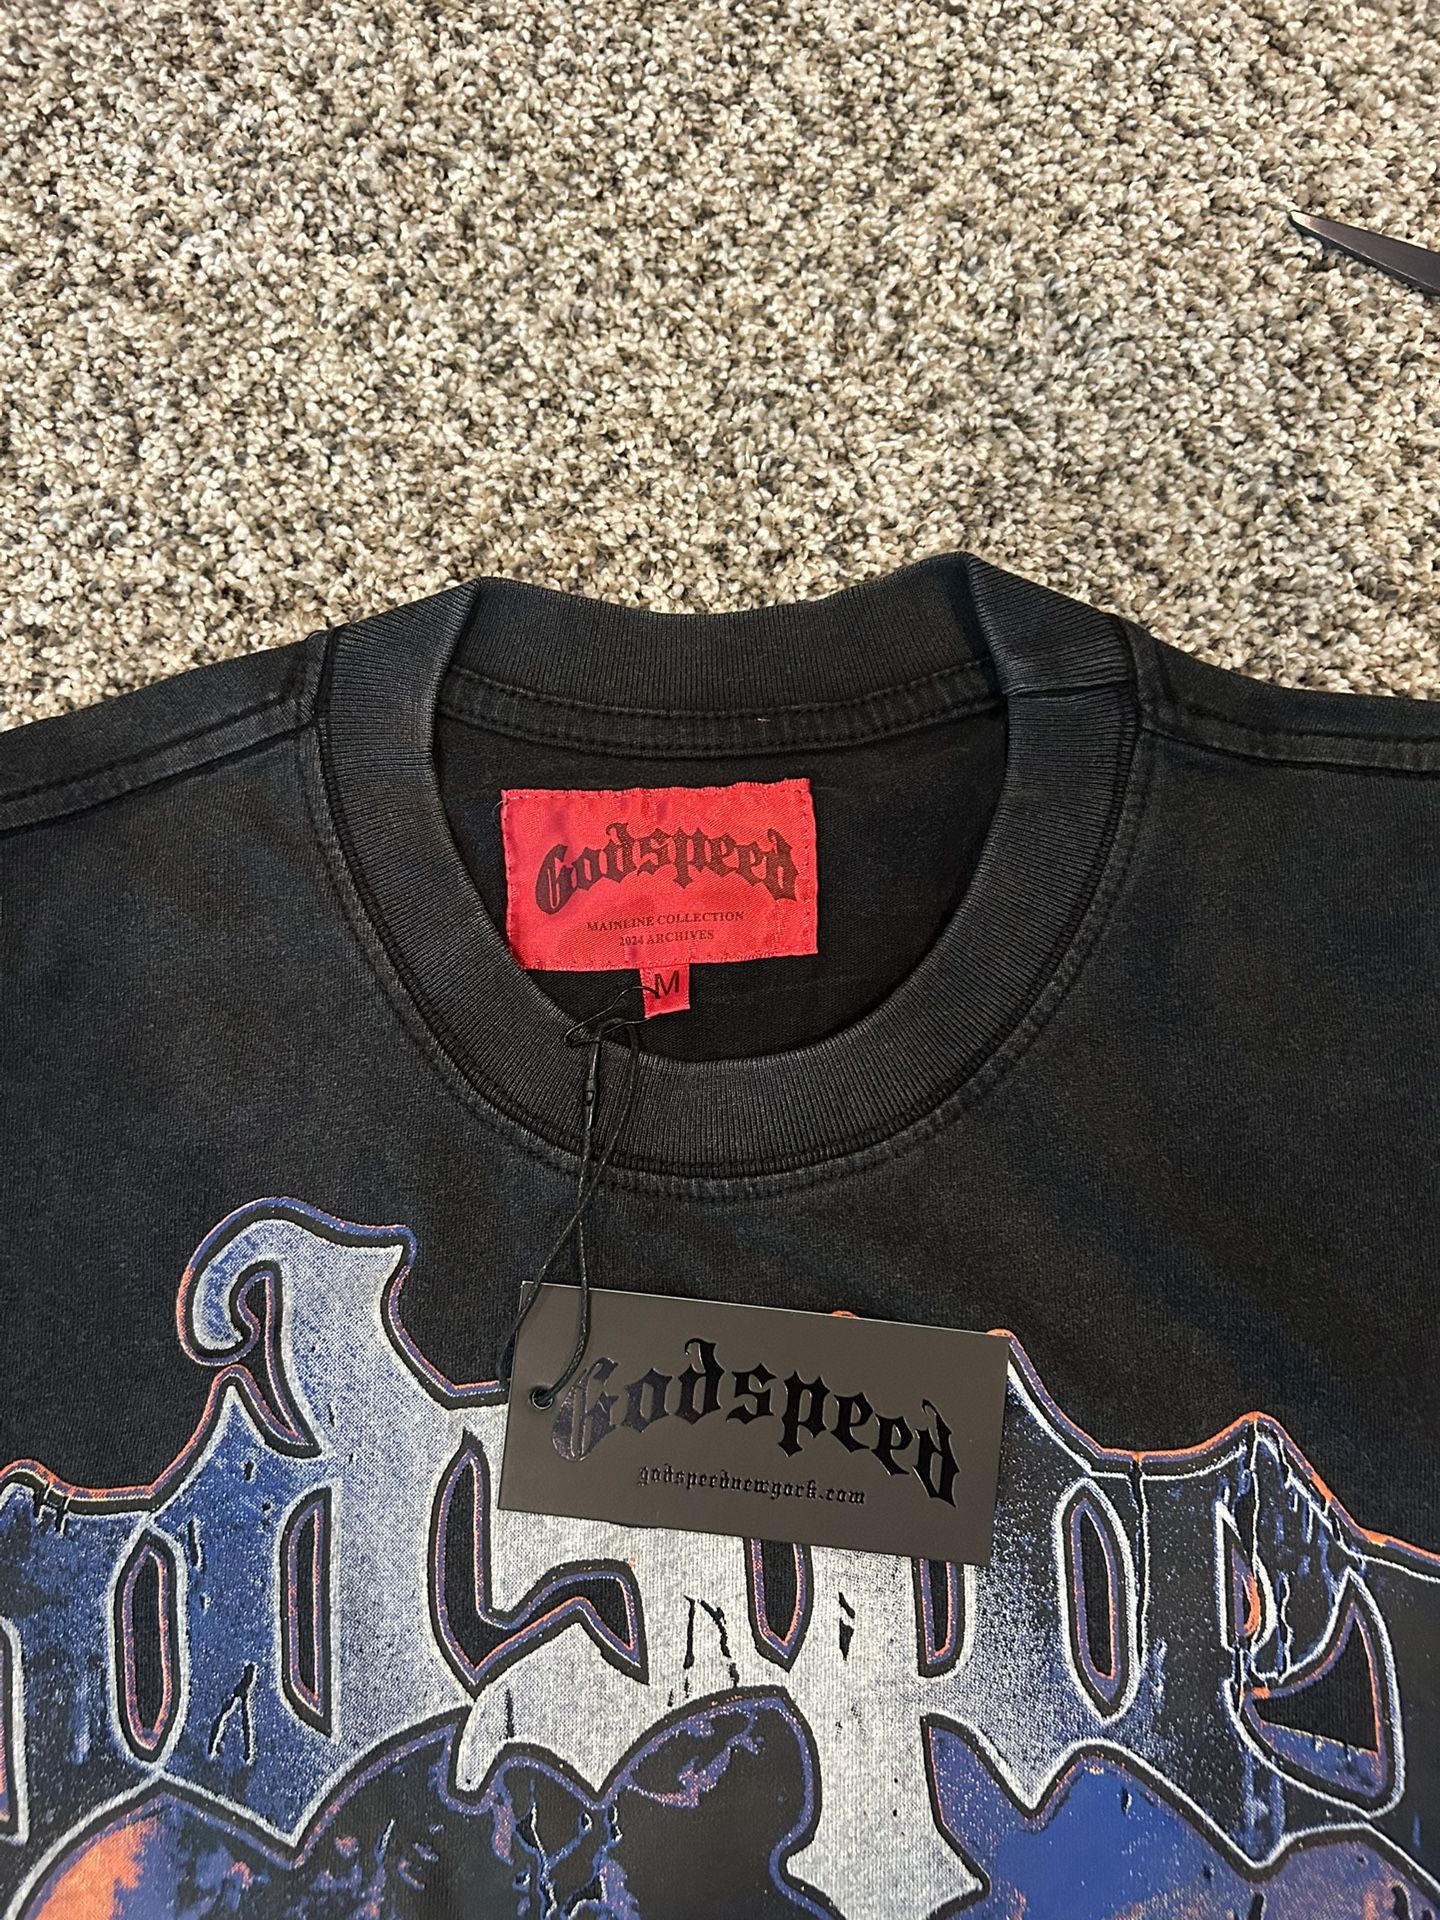 Godspeed
MAINLINE COLLECTION
2024 ARCHIVES
M
Godspeed
godspeednewyork.com